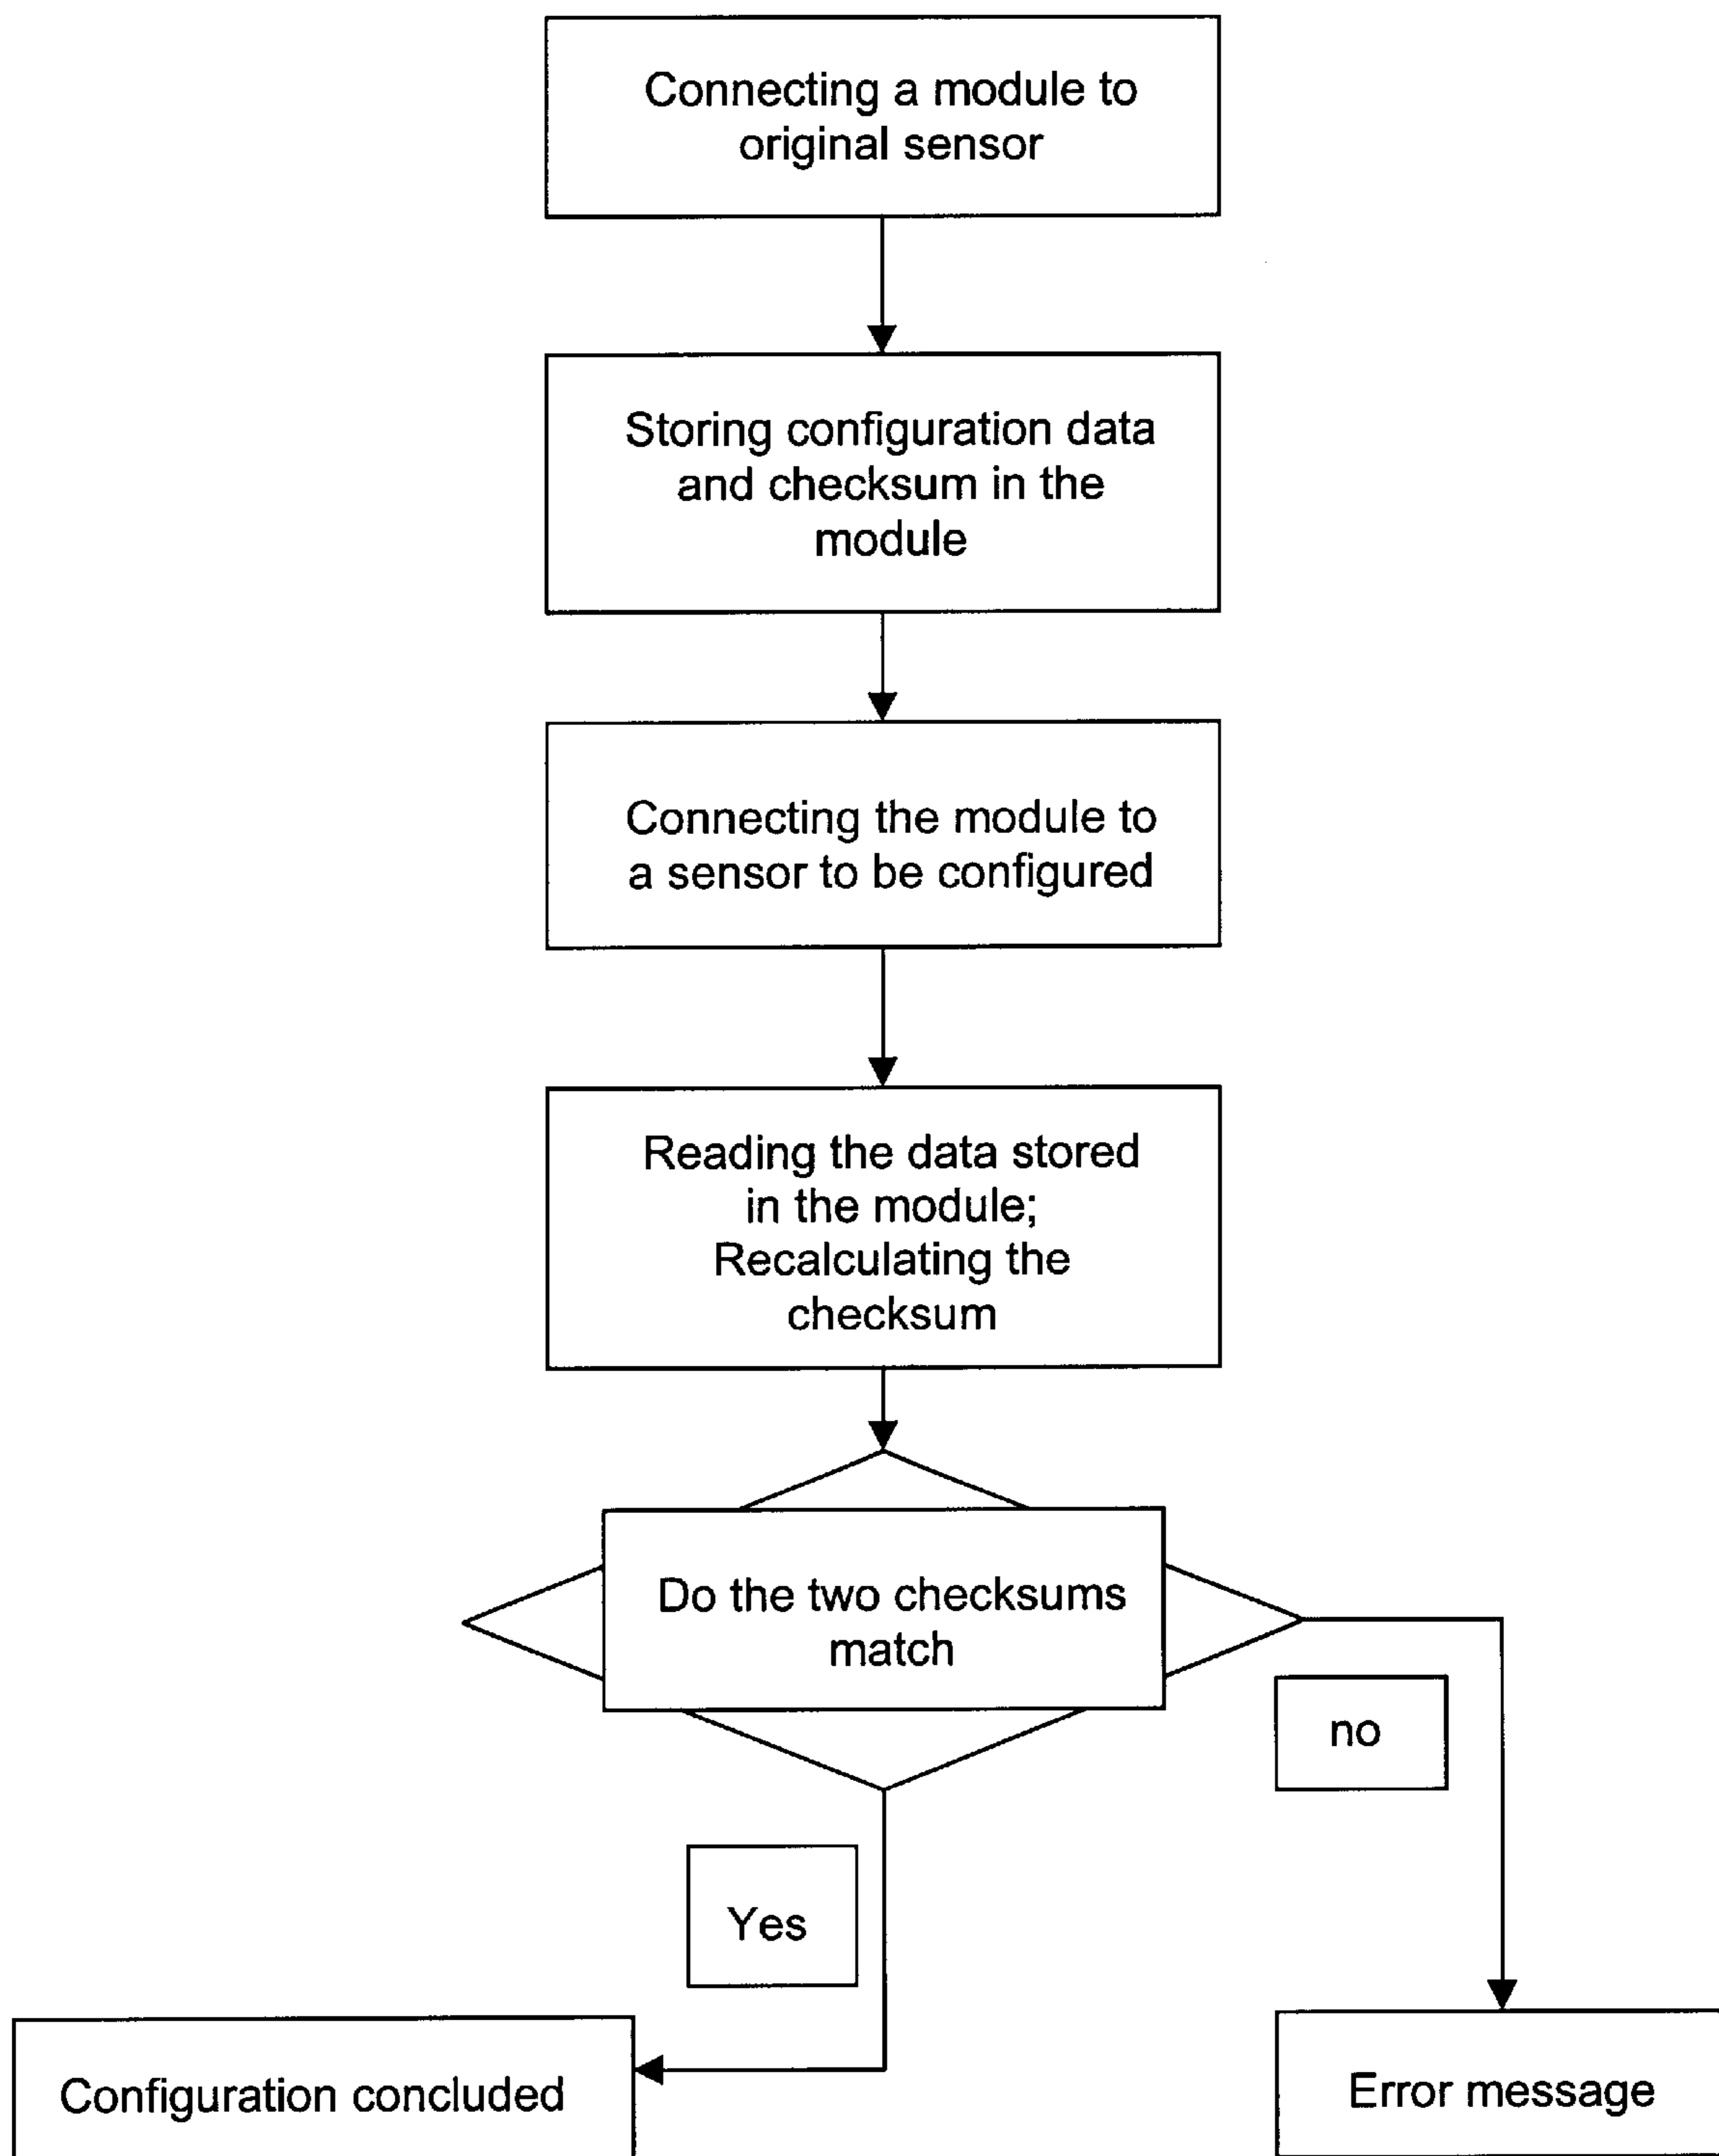 Connecting a module to
original sensor
Storing configuration data
and checksum in the
module
Connecting the module to
a sensor to be configured
Reading the data stored
in the module;
Recalculating the
checksum
Do the two checksums
match
no
Yes
Configuration concluded
Error message